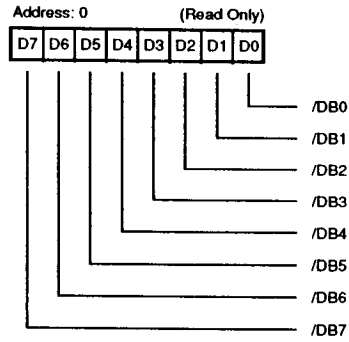 Address: 0 (Read Only)
D7 D6 D5 D4 D3 D2 D1 D0
/DB0
/DB1
/DB2
/DB3
/DB4
/DB5
/DB6
/DB7